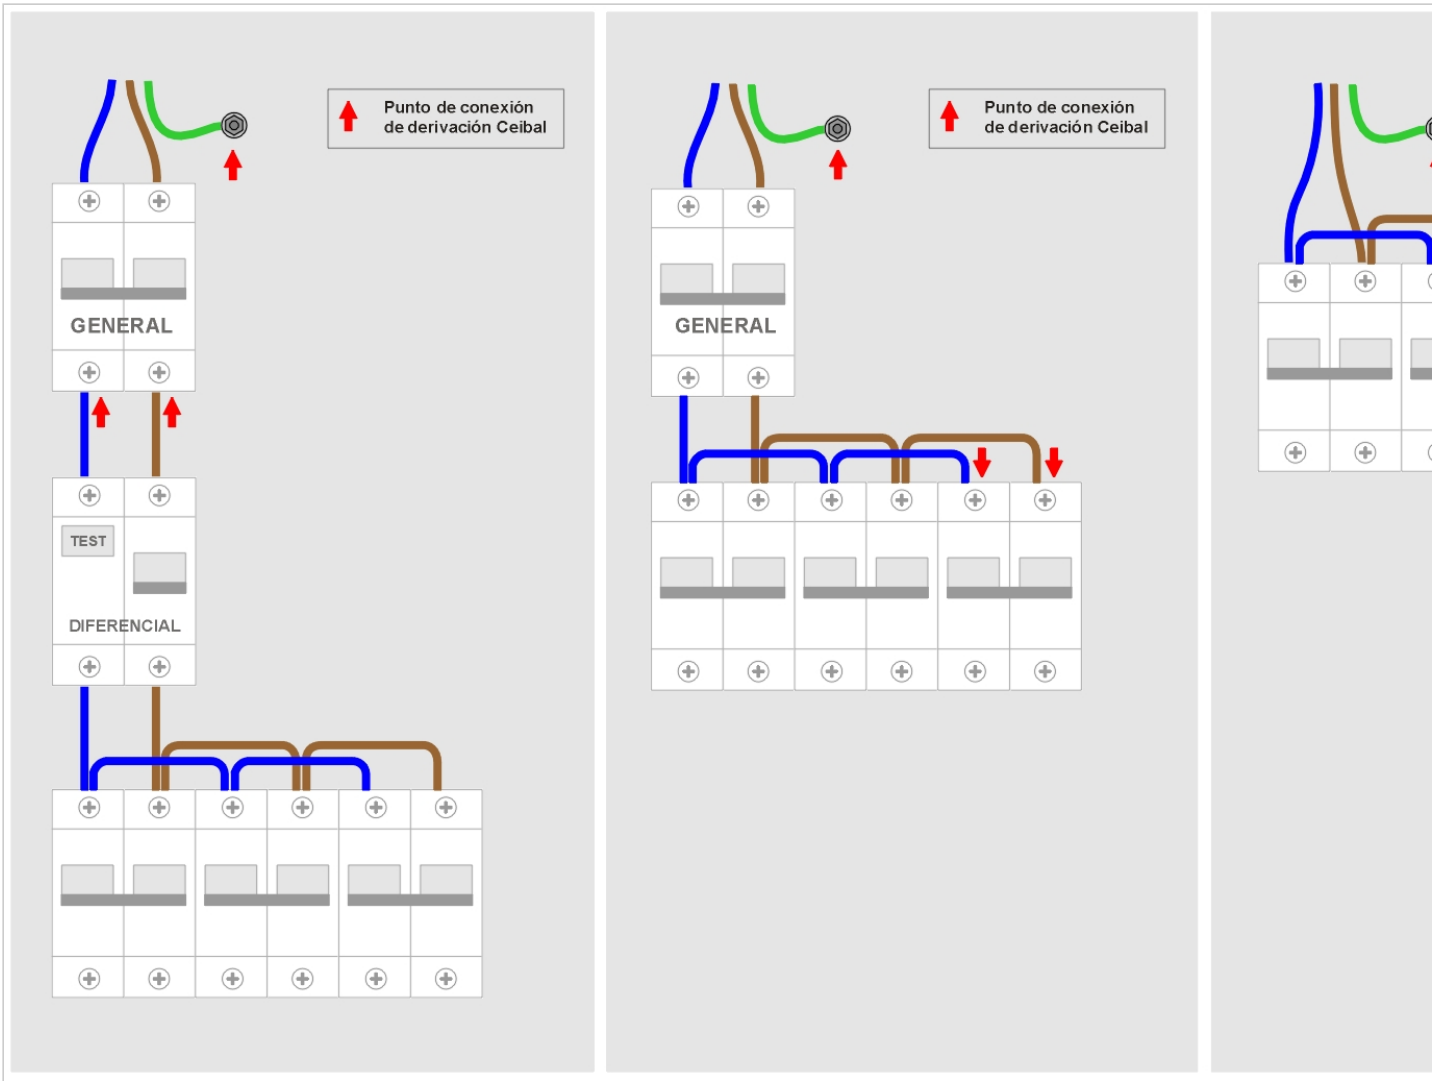 Punto de conexión
de derivación Ceibal
GENERAL
TEST
DIFERENCIAL
Punto de conexión
de derivación Ceibal
GENERAL